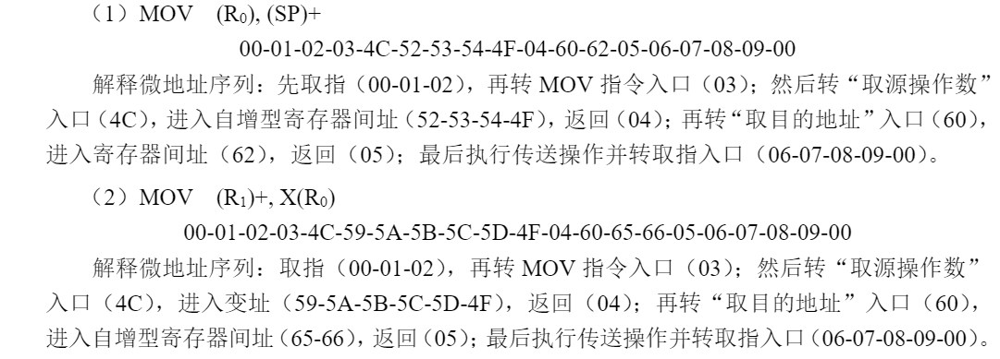 （1）MOV (R₀), (SP)+
00-01-02-03-4C-52-53-54-4F-04-60-62-05-06-07-08-09-00
解释微地址序列：先取指（00-01-02），再转 MOV 指令入口（03）；然后转“取源操作数”
入口（4C），进入自增型寄存器间址（52-53-54-4F），返回（04）；再转“取目的地址”入口（60），
进入寄存器间址（62），返回（05）；最后执行传送操作并转取指入口（06-07-08-09-00）。
（2）MOV (R₁)+, X(R₀)
00-01-02-03-4C-59-5A-5B-5C-5D-4F-04-60-65-66-05-06-07-08-09-00
解释微地址序列：取指（00-01-02），再转 MOV 指令入口（03）；然后转“取源操作数”
入口（4C），进入变址（59-5A-5B-5C-5D-4F），返回（04）；再转“取目的地址”入口（60），
进入自增型寄存器间址（65-66），返回（05）；最后执行传送操作并转取指入口（06-07-08-09-00）。